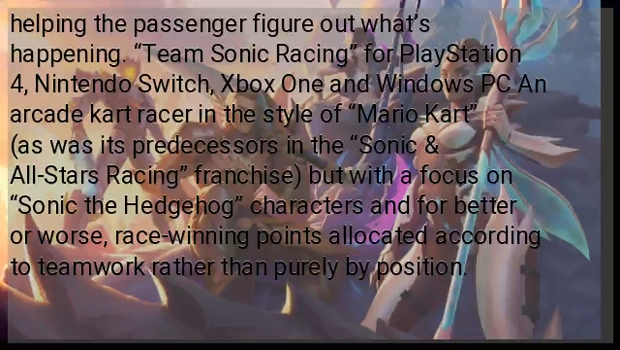 helping the passenger figure out what’s
happening. “Team Sonic Racing” for PlayStation
4, Nintendo Switch, Xbox One and Windows PC An
arcade kart racer in the style of “Mario Kart”
(as was its predecessors in the “Sonic &
All-Stars Racing” franchise) but with a focus on
“Sonic the Hedgehog” characters and for better
or worse, race-winning points allocated according
to teamwork rather than purely by position.